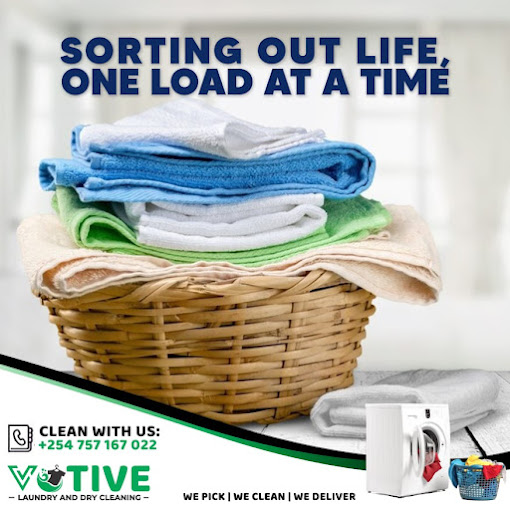 SORTING OUT LIFE,
ONE LOAD AT A TIME
CLEAN WITH US:
+254 757 167 022
VOTIVE
– LAUNDRY AND DRY CLEANING –
WE PICK | WE CLEAN | WE DELIVER